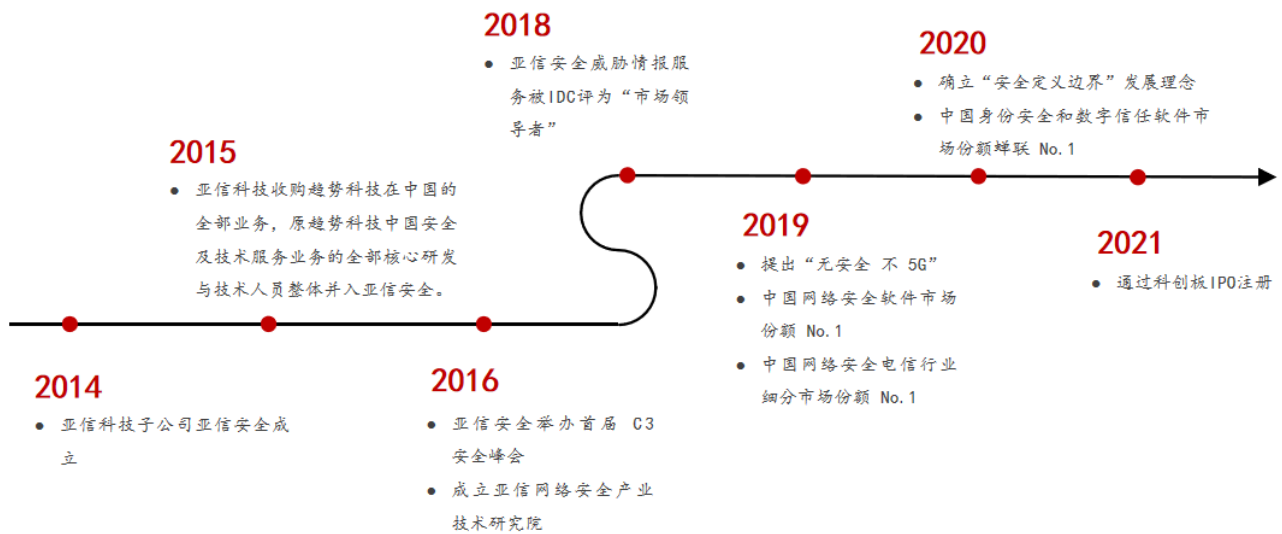 2014
● 亚信科技子公司亚信安全成
立
2015
● 亚信科技收购趋势科技在中国的
全部业务，原趋势科技中国安全
及技术服务业务的全部核心研发
与技术人员整体并入亚信安全。
2016
● 亚信安全举办首届 C3
安全峰会
● 成立亚信网络安全产业
技术研究院
2018
● 亚信安全威胁情报服
务被IDC评为“市场领
导者”
2019
● 提出“无安全 不 5G”
● 中国网络安全软件市场
份额 No.1
● 中国网络安全电信行业
细分市场份额 No.1
2020
● 确立“安全定义边界”发展理念
● 中国身份安全和数字信任软件市
场份额蝉联 No.1
2021
● 通过科创板IPO注册